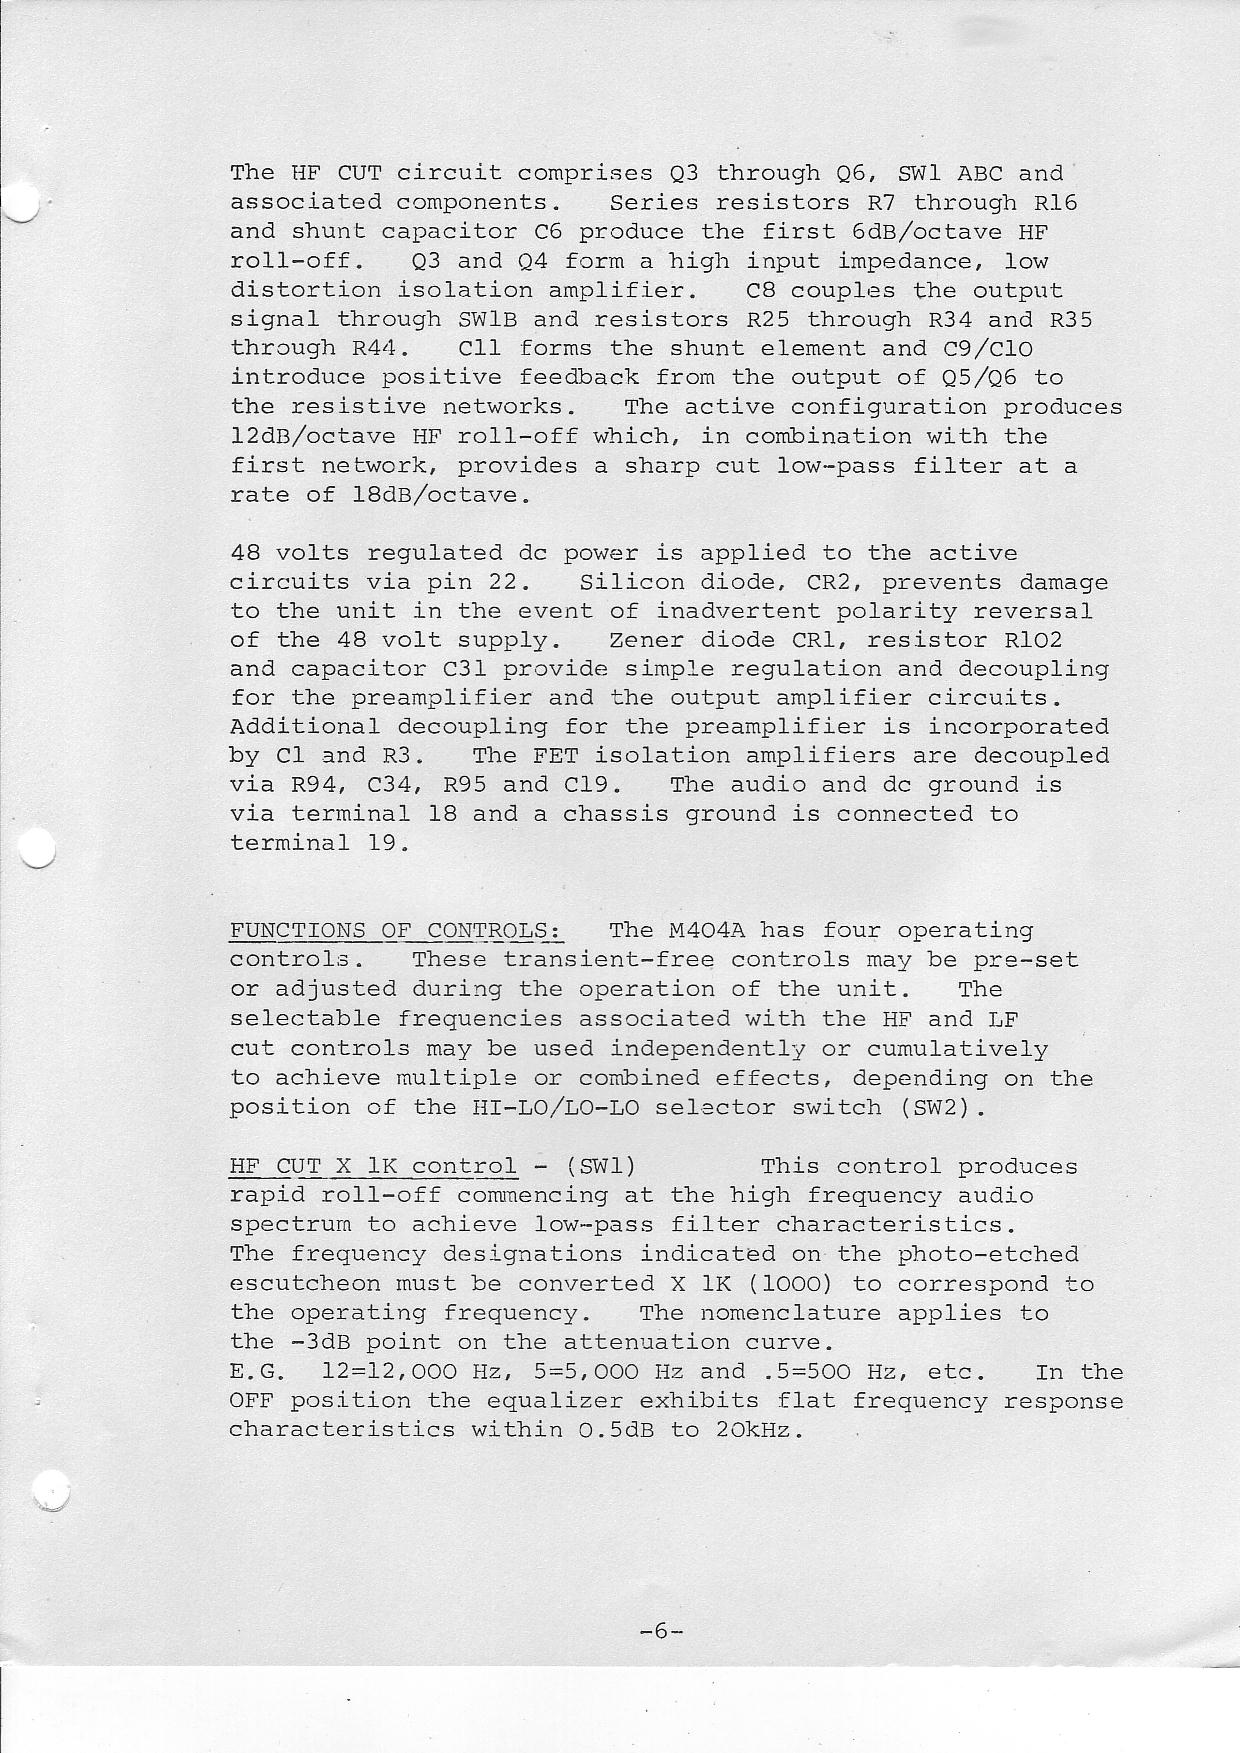 The HF CUT circuit comprises Q3 through Q6, SW1 ABC and
associated components.   Series resistors R7 through R16
and shunt capacitor C6 produce the first 6dB/octave HF
roll-off.   Q3 and Q4 form a high input impedance, low
distortion isolation amplifier.   C8 couples the output
signal through SW1B and resistors R25 through R34 and R35
through R44.   C11 forms the shunt element and C9/C10
introduce positive feedback from the output of Q5/Q6 to
the resistive networks.   The active configuration produces
12dB/octave HF roll-off which, in combination with the
first network, provides a sharp cut low-pass filter at a
rate of 18dB/octave.

48 volts regulated dc power is applied to the active
circuits via pin 22.   Silicon diode, CR2, prevents damage
to the unit in the event of inadvertent polarity reversal
of the 48 volt supply.   Zener diode CR1, resistor R102
and capacitor C31 provide simple regulation and decoupling
for the preamplifier and the output amplifier circuits.
Additional decoupling for the preamplifier is incorporated
by C1 and R3.   The FET isolation amplifiers are decoupled
via R94, C34, R95 and C19.   The audio and dc ground is
via terminal 18 and a chassis ground is connected to
terminal 19.

FUNCTIONS OF CONTROLS:   The M404A has four operating
controls.   These transient-free controls may be pre-set
or adjusted during the operation of the unit.   The
selectable frequencies associated with the HF and LF
cut controls may be used independently or cumulatively
to achieve multiple or combined effects, depending on the
position of the HI-LO/LO-LO selector switch (SW2).

HF CUT X 1K control - (SW1)        This control produces
rapid roll-off commencing at the high frequency audio
spectrum to achieve low-pass filter characteristics.
The frequency designations indicated on the photo-etched
escutcheon must be converted X 1K (1000) to correspond to
the operating frequency.   The nomenclature applies to
the -3dB point on the attenuation curve.
E.G.  12=12,000 Hz, 5=5,000 Hz and .5=500 Hz, etc.   In the
OFF position the equalizer exhibits flat frequency response
characteristics within 0.5dB to 20kHz.

-6-